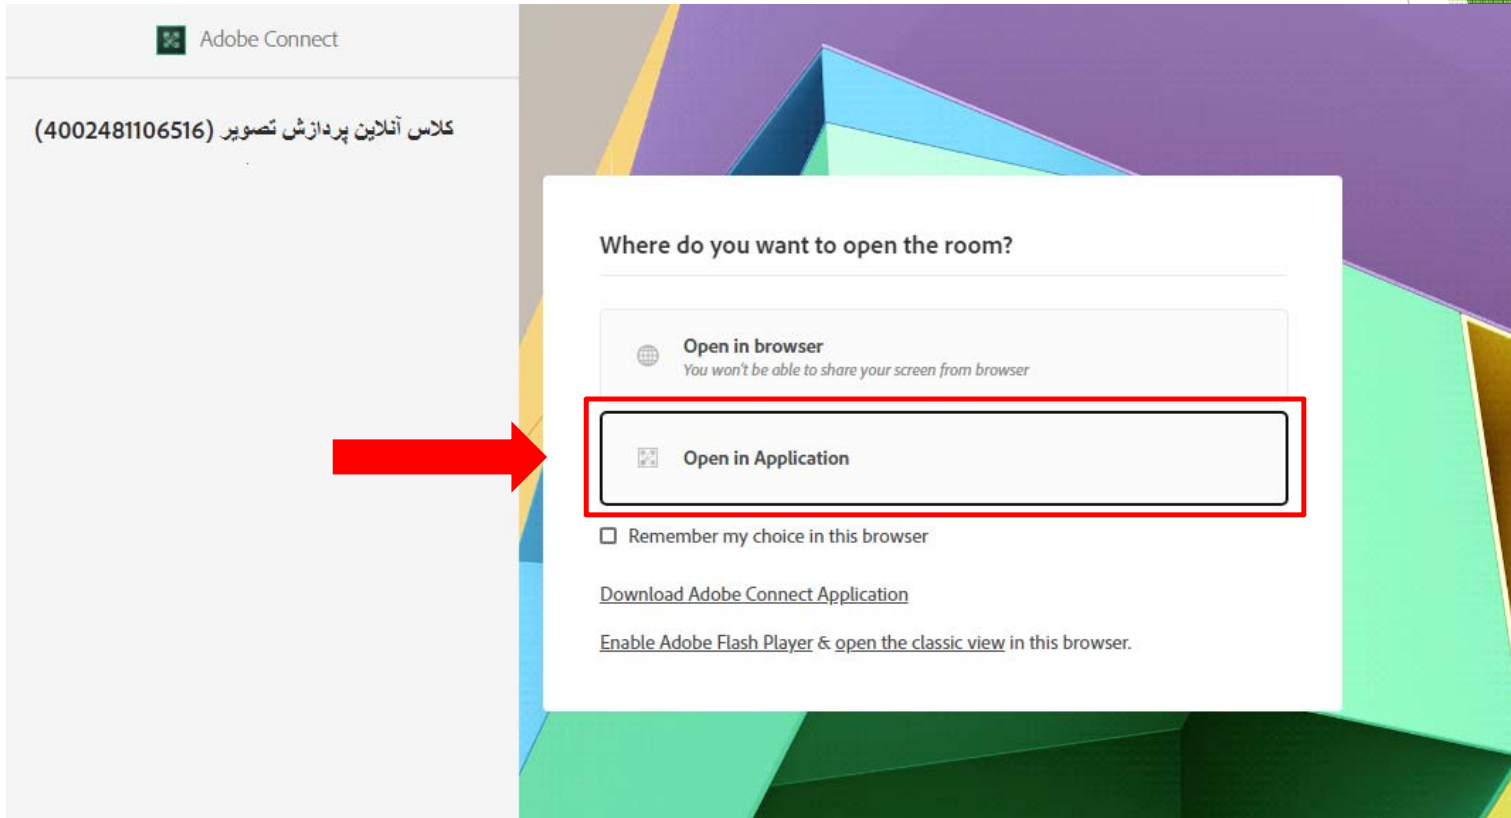 Adobe Connect
کلاس آنلاین پردازش تصویر (4002481106516)
Where do you want to open the room?
Open in browser
You won't be able to share your screen from browser
Open in Application
Remember my choice in this browser
Download Adobe Connect Application
Enable Adobe Flash Player & open the classic view in this browser.